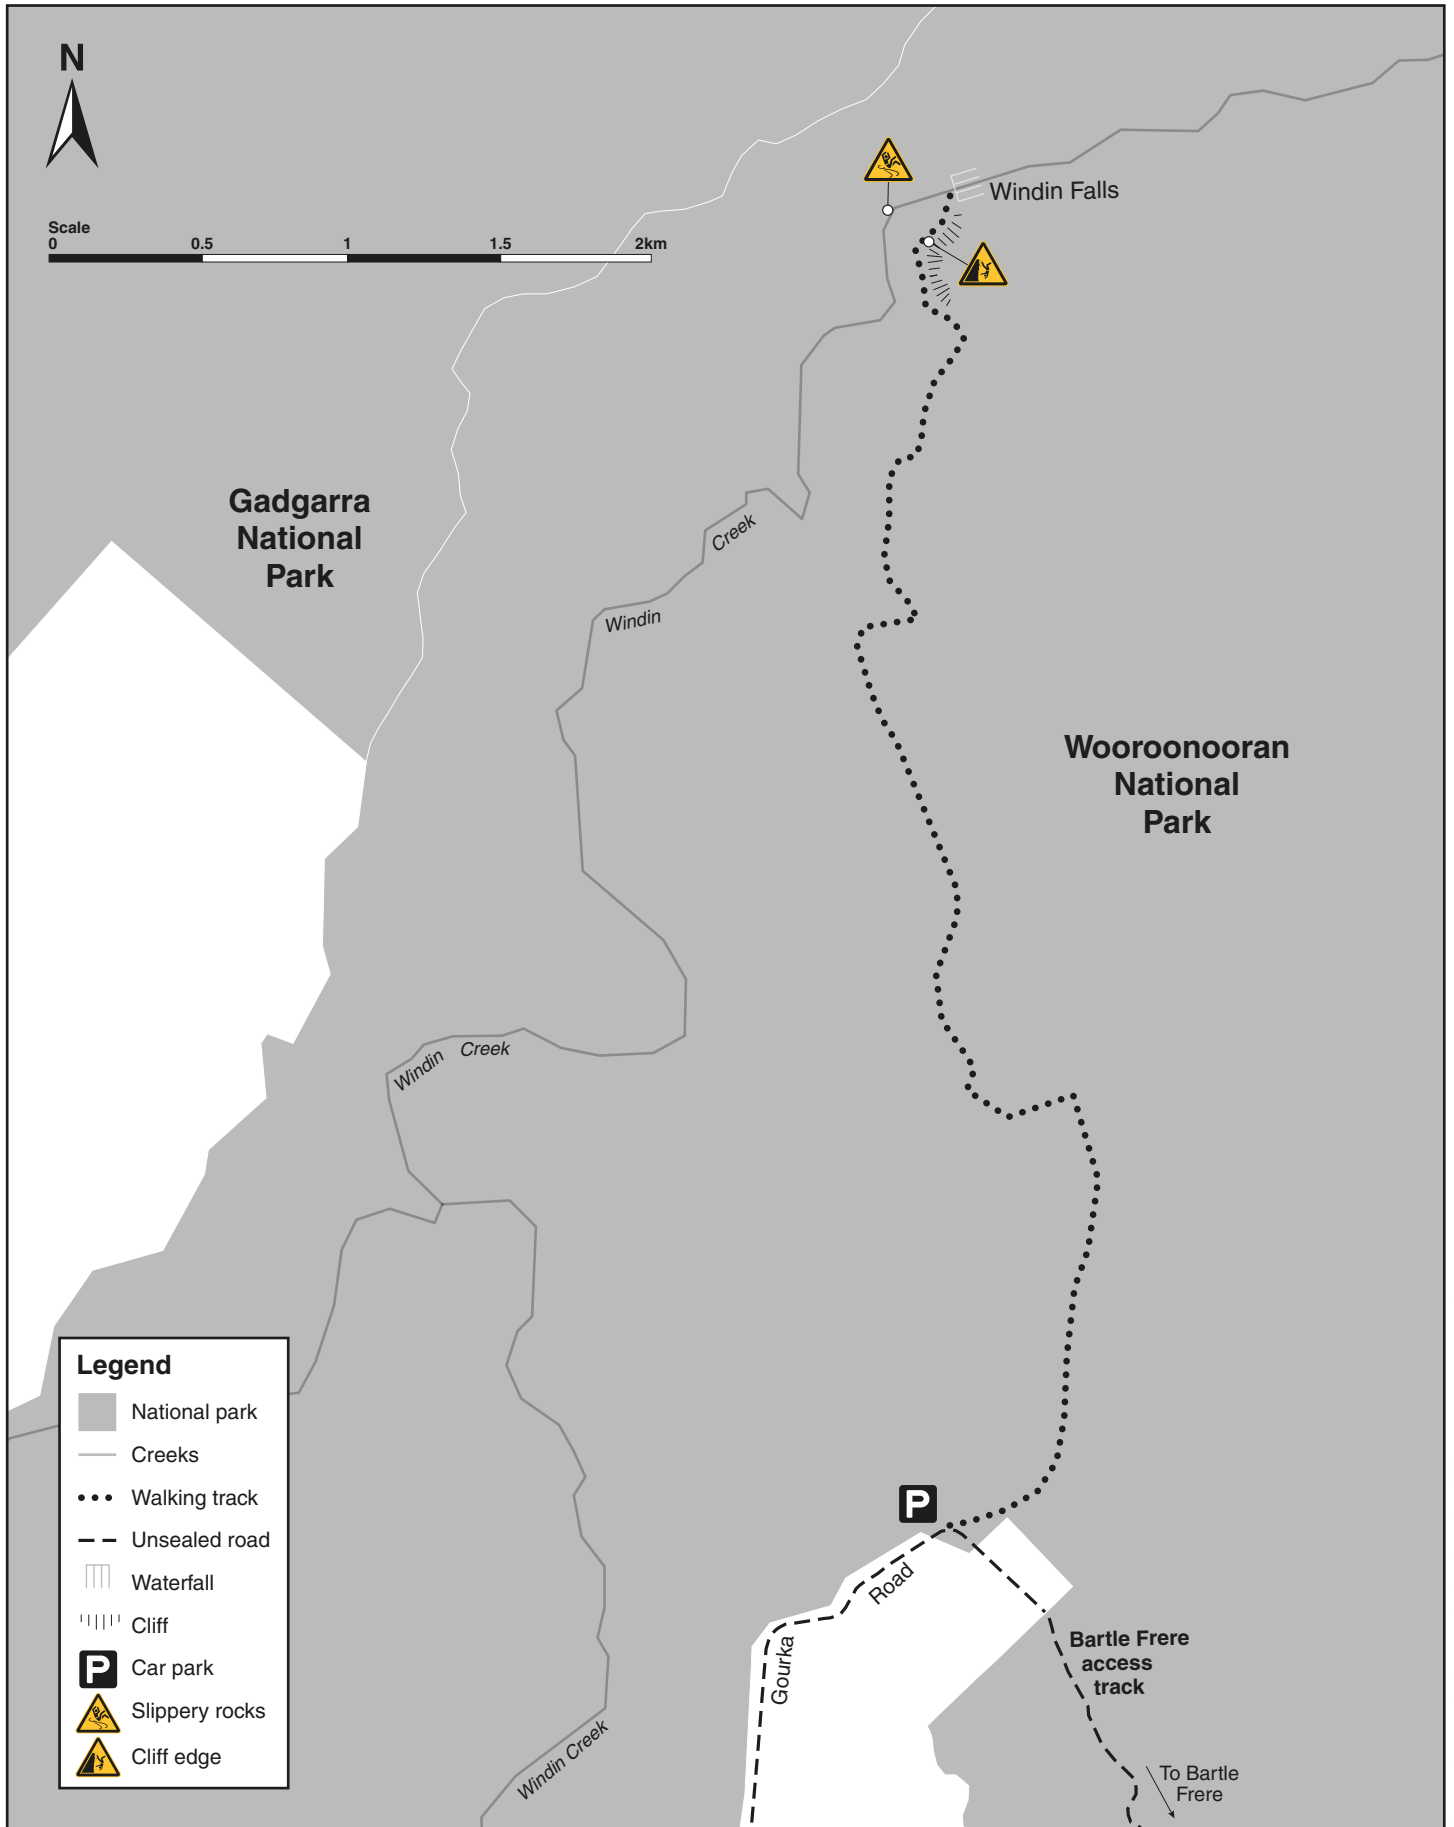 N
Scale
0 0.5 1 1.5 2km
Windin Falls
Gadgarra
National
Park
Creek
Windin
Wooroonooran
National
Park
Windin Creek
P
Road
Gourka
Bartle Frere
access
track
To Bartle
Frere
Windin Creek
Legend
National park
Creeks
Walking track
Unsealed road
Waterfall
Cliff
P Car park
Slippery rocks
Cliff edge